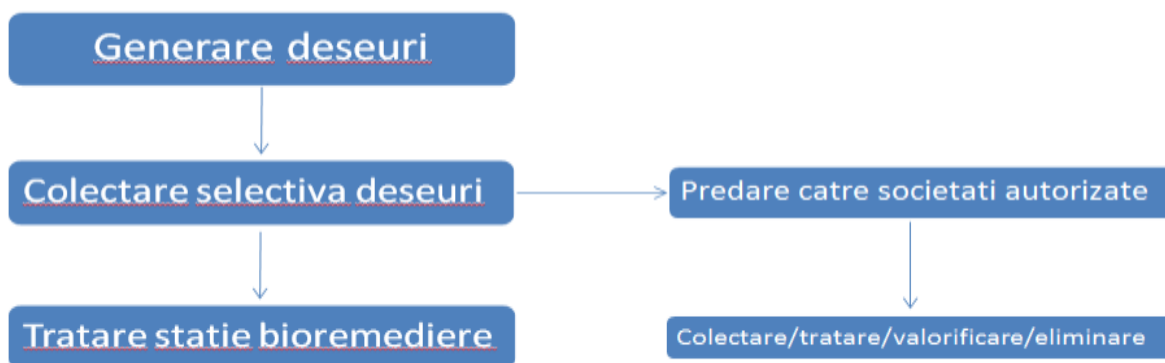 Generare deseuri
Colectare selectiva deseuri
Predare catre societati autorizate
Tratare statie bioremediere
Colectare/tratare/valorificare/eliminare